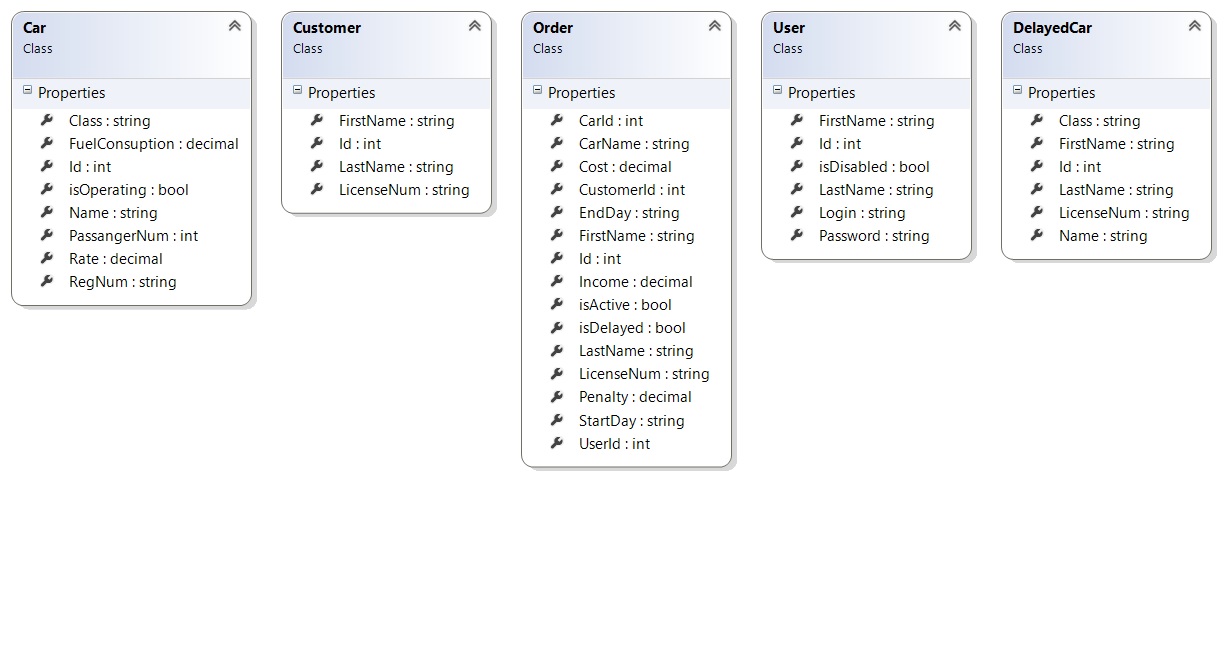 Car
Class
Properties
Class : string
FuelConsuption : decimal
Id : int
isOperating : bool
Name : string
PassangerNum : int
Rate : decimal
RegNum : string
Customer
Class
Properties
FirstName : string
Id : int
LastName : string
LicenseNum : string
Order
Class
Properties
CarId : int
CarName : string
Cost : decimal
CustomerId : int
EndDay : string
FirstName : string
Id : int
Income : decimal
isActive : bool
isDelayed : bool
LastName : string
LicenseNum : string
Penalty : decimal
StartDay : string
UserId : int
User
Class
Properties
FirstName : string
Id : int
isDisabled : bool
LastName : string
Login : string
Password : string
DelayedCar
Class
Properties
Class : string
FirstName : string
Id : int
LastName : string
LicenseNum : string
Name : string